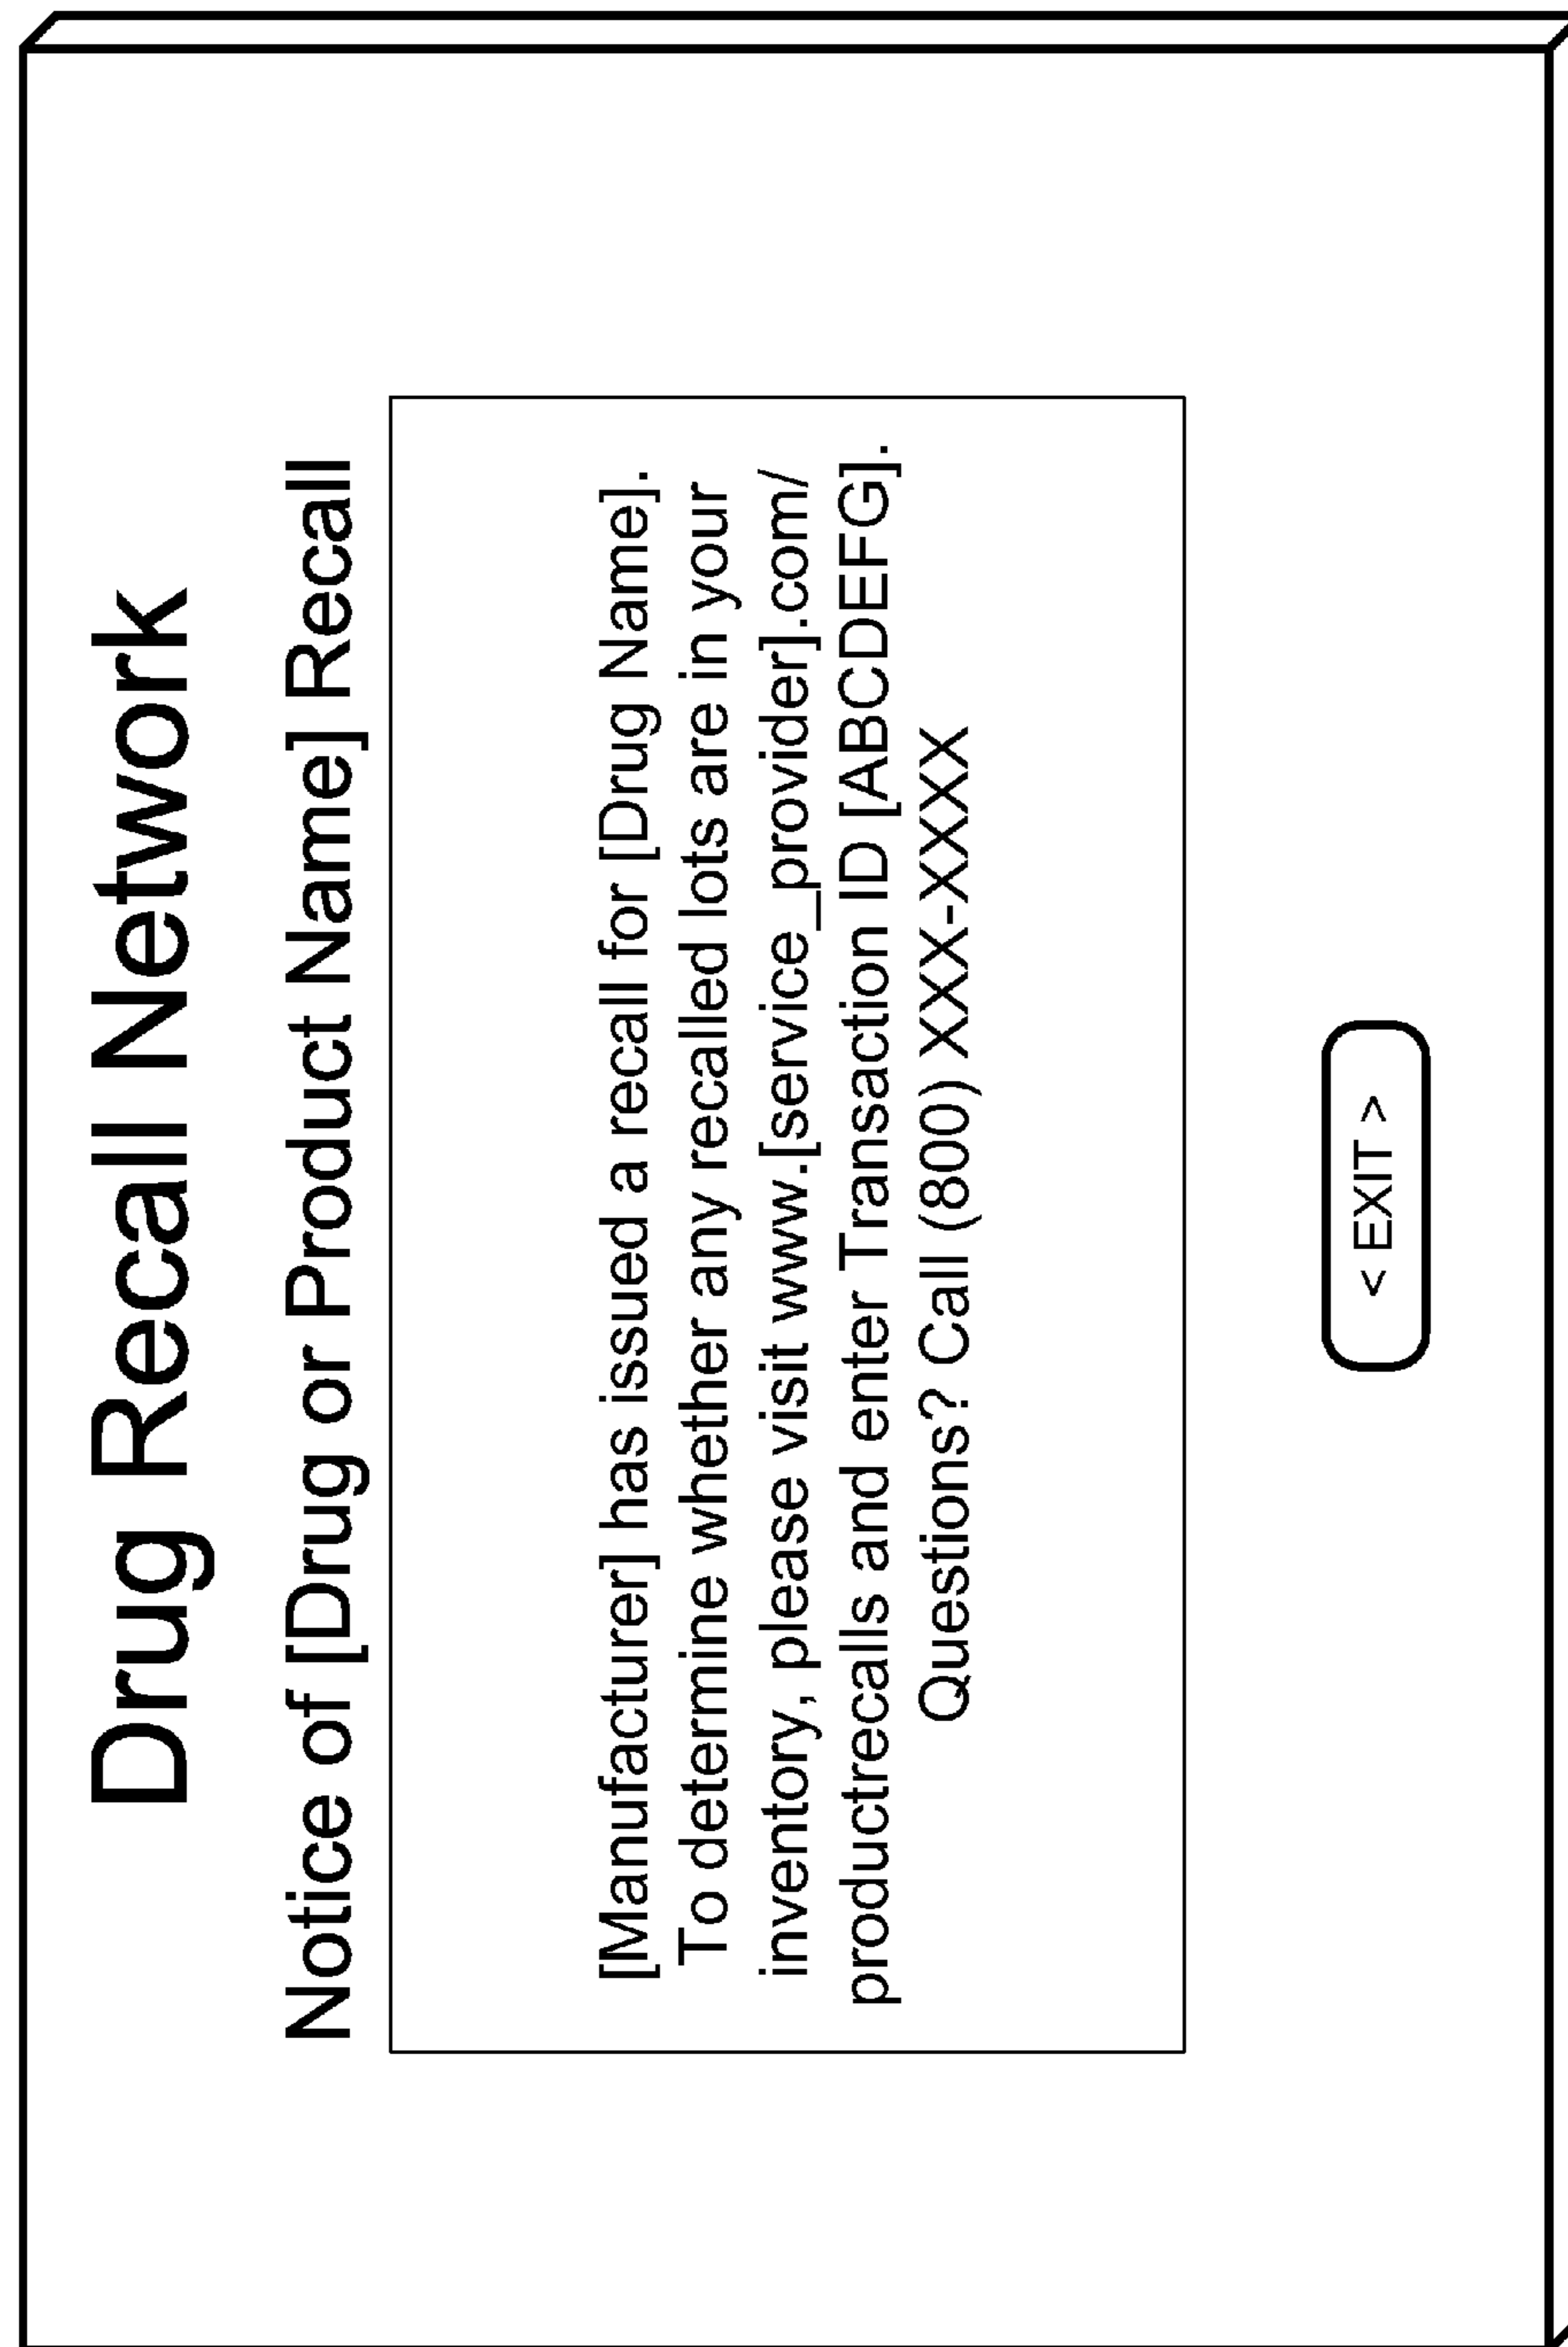 Drug Recall Network
Notice of [Drug or Product Name] Recall
[Manufacturer] has issued a recall for [Drug Name].
To determine whether any recalled lots are in your
inventory, please visit www.[service_provider].com/
productrecalls and enter Transaction ID [ABCDEFG].
Questions? Call (800) XXX-XXXX
< EXIT >